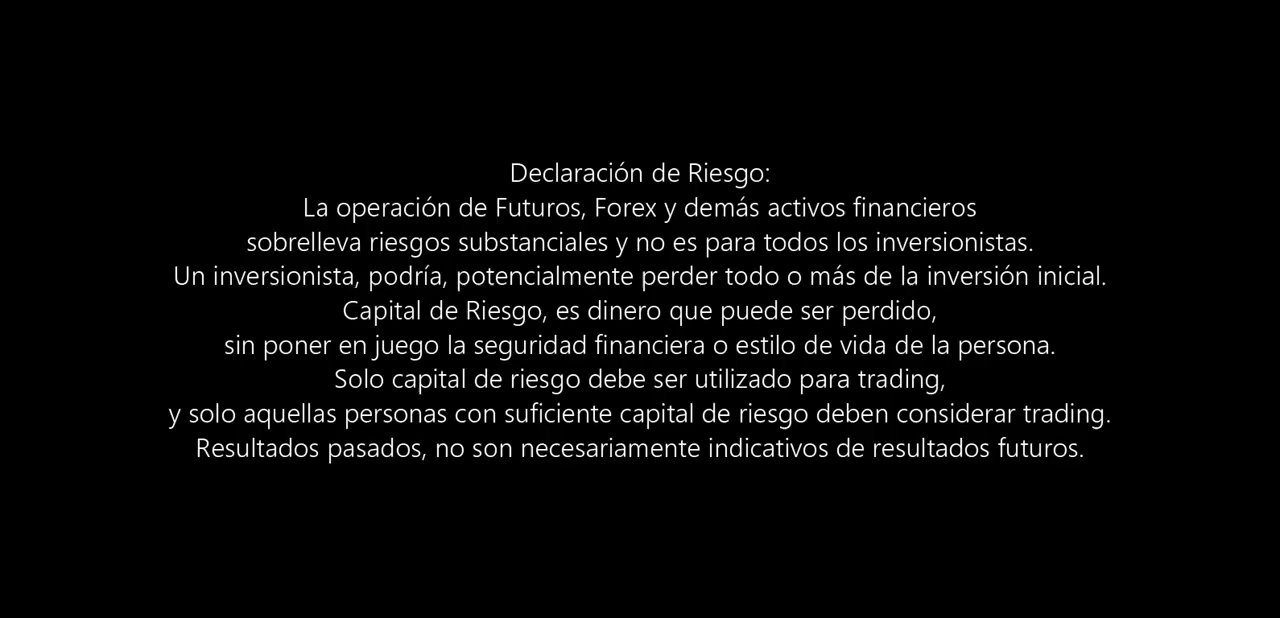 Declaración de Riesgo:
La operación de Futuros, Forex y demás activos financieros
sobrelleva riesgos substanciales y no es para todos los inversionistas.
Un inversionista, podría, potencialmente perder todo o más de la inversión inicial.
Capital de Riesgo, es dinero que puede ser perdido,
sin poner en juego la seguridad financiera o estilo de vida de la persona.
Solo capital de riesgo debe ser utilizado para trading,
y solo aquellas personas con suficiente capital de riesgo deben considerar trading.
Resultados pasados, no son necesariamente indicativos de resultados futuros.